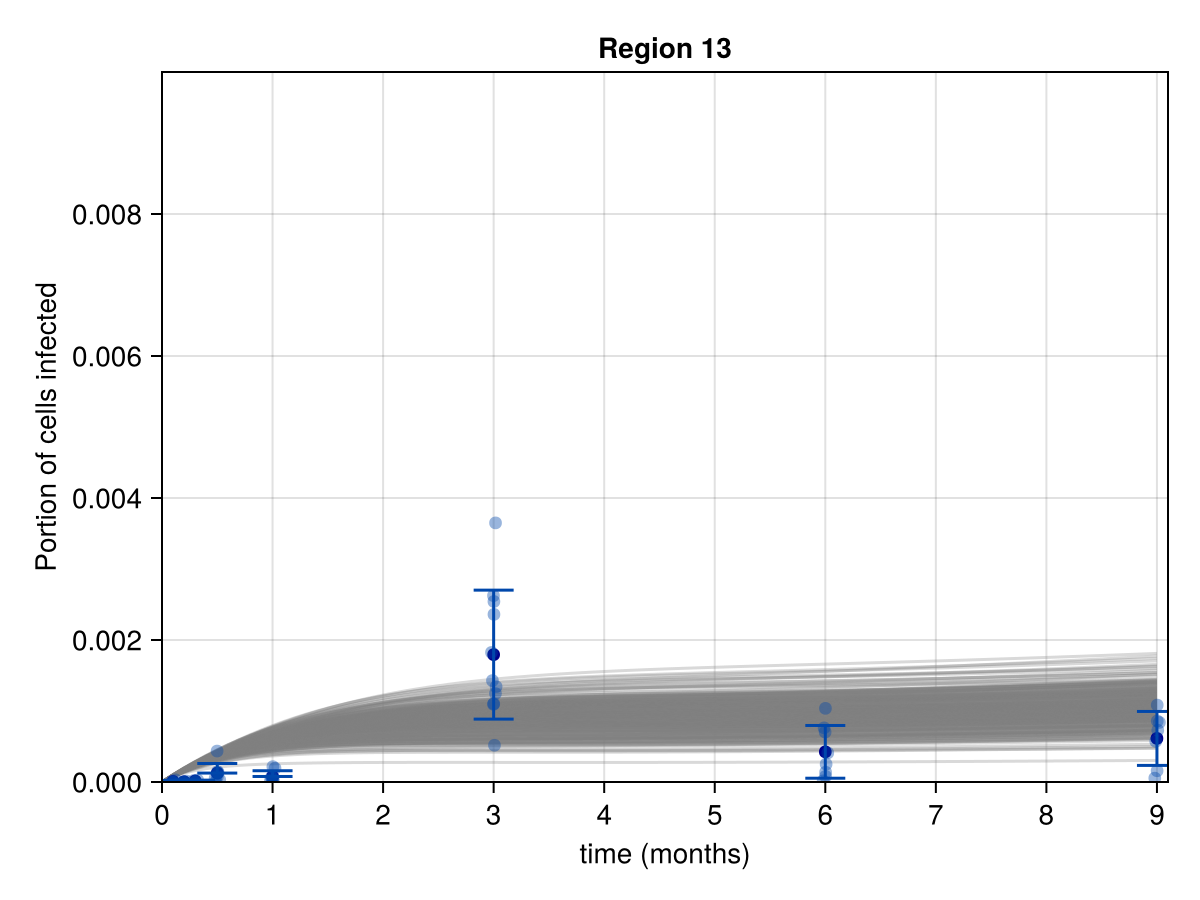 Region 13
Portion of cells infected
0.008
0.006
0.004
0.002
0.000
0 1 2 3 4 5 6 7 8 9
time (months)